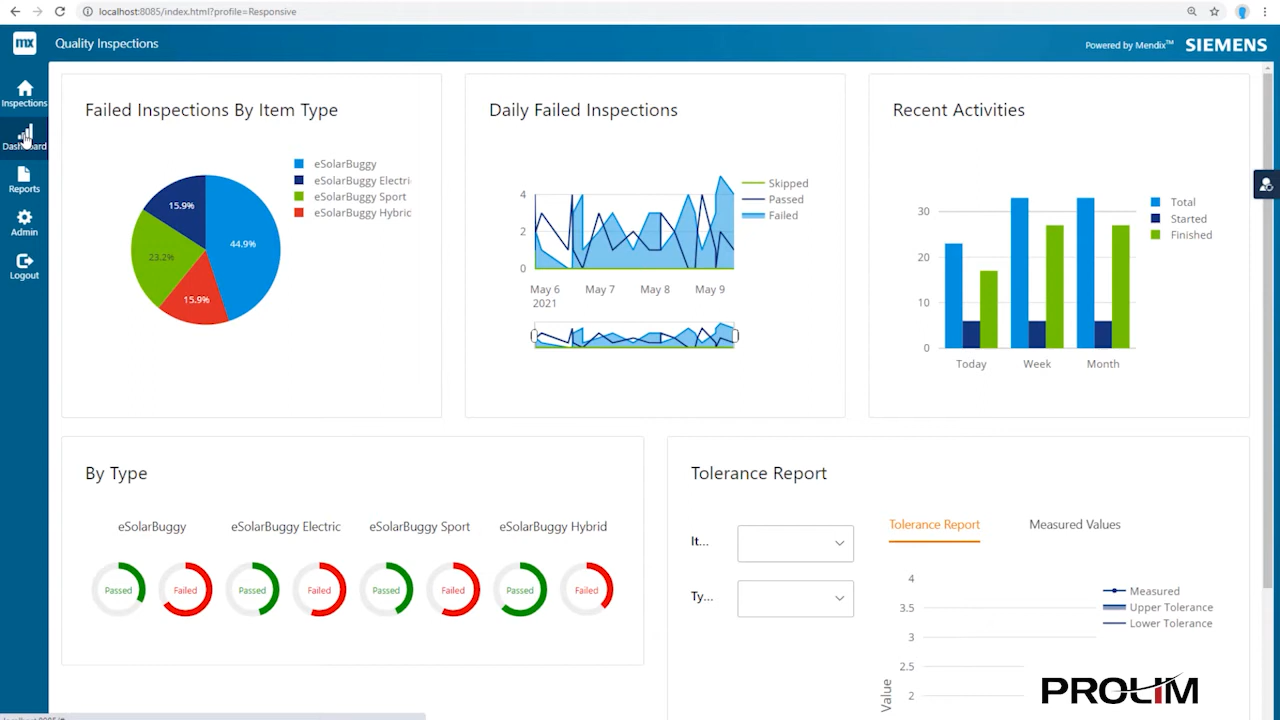 localhost:8085/index.html?profile=Responsive
mx
Quality Inspections
Powered by Mendix™
SIEMENS
Inspections
Dashboard
Reports
Admin
Logout
Failed Inspections By Item Type
44.9%
15.9%
23.2%
15.9%
eSolarBuggy
eSolarBuggy Electri
eSolarBuggy Sport
eSolarBuggy Hybric
Daily Failed Inspections
4
2
0
May 6
2021
May 7
May 8
May 9
Skipped
Passed
Failed
Recent Activities
30
20
10
0
Today
Week
Month
Total
Started
Finished
By Type
eSolarBuggy
eSolarBuggy Electric
eSolarBuggy Sport
eSolarBuggy Hybrid
Passed
Failed
Passed
Failed
Passed
Failed
Passed
Failed
Tolerance Report
It...
Ty...
Tolerance Report
Measured Values
4
3.5
3
2.5
2
Value
Measured
Upper Tolerance
Lower Tolerance
PROLIM